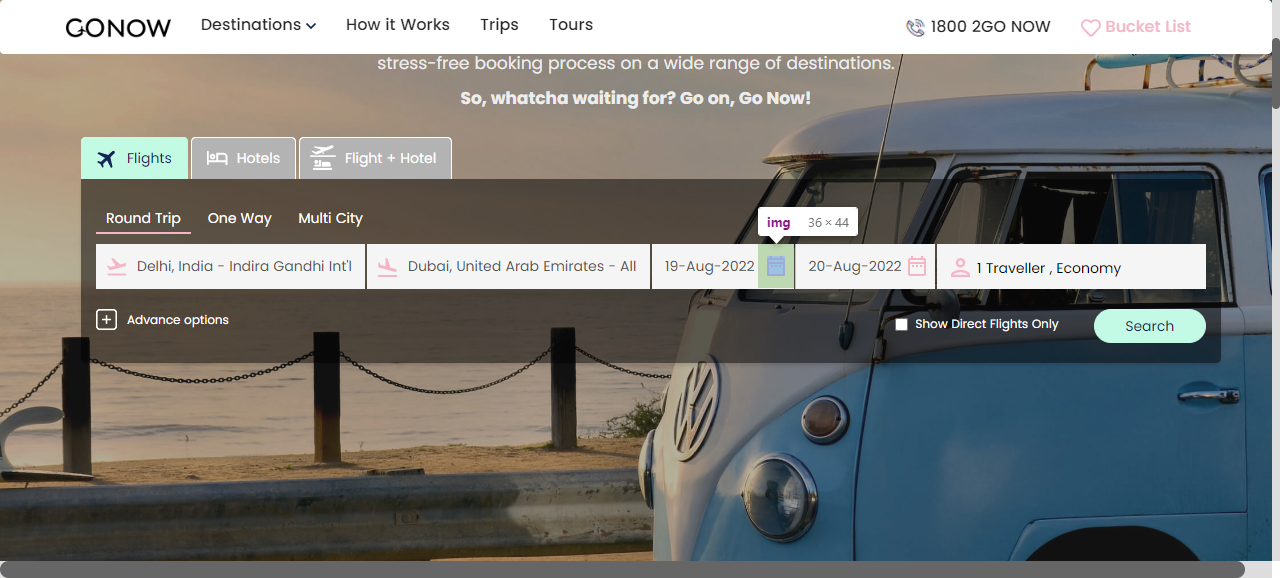 GONOW
Destinations
How it Works
Trips
Tours
1800 2GO NOW
Bucket List
stress-free booking process on a wide range of destinations.
So, whatcha waiting for? Go on, Go Now!
Flights
Hotels
Flight + Hotel
Round Trip
One Way
Multi City
img 36 × 44
Delhi, India - Indira Gandhi Int'l
Dubai, United Arab Emirates - All
19-Aug-2022
20-Aug-2022
1 Traveller , Economy
Advance options
Show Direct Flights Only
Search